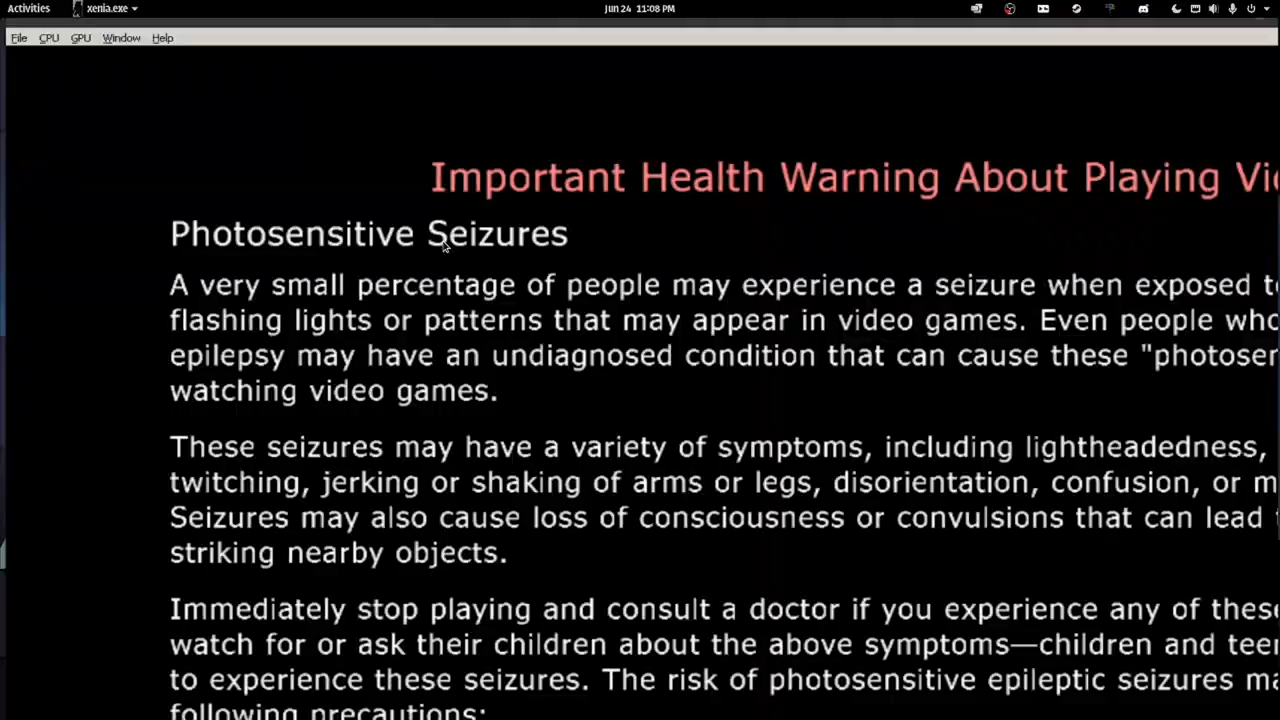 Activities xenia.exe Jun 24 11:08 PM
File CPU GPU Window Help
Important Health Warning About Playing Vi
Photosensitive Seizures
A very small percentage of people may experience a seizure when exposed t
flashing lights or patterns that may appear in video games. Even people who
epilepsy may have an undiagnosed condition that can cause these "photoser
watching video games.
These seizures may have a variety of symptoms, including lightheadedness,
twitching, jerking or shaking of arms or legs, disorientation, confusion, or m
Seizures may also cause loss of consciousness or convulsions that can lead
striking nearby objects.
Immediately stop playing and consult a doctor if you experience any of these
watch for or ask their children about the above symptoms—children and teen
to experience these seizures. The risk of photosensitive epileptic seizures ma
following precautions: